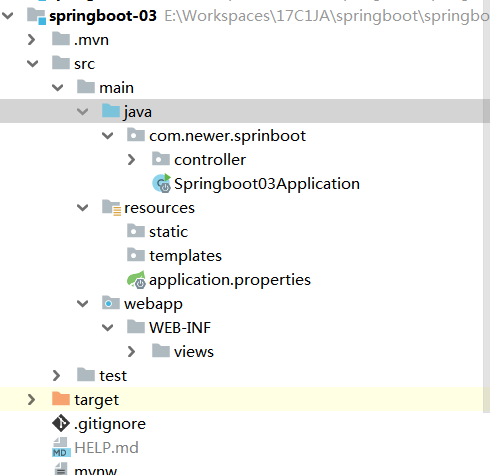 springboot-03 E:\Workspaces\17C1JA\springboot\springbo
.mvn
src
main
java
com.newer.sprinboot
controller
Springboot03Application
resources
static
templates
application.properties
webapp
WEB-INF
views
test
target
.gitignore
MD HELP.md
mvnw